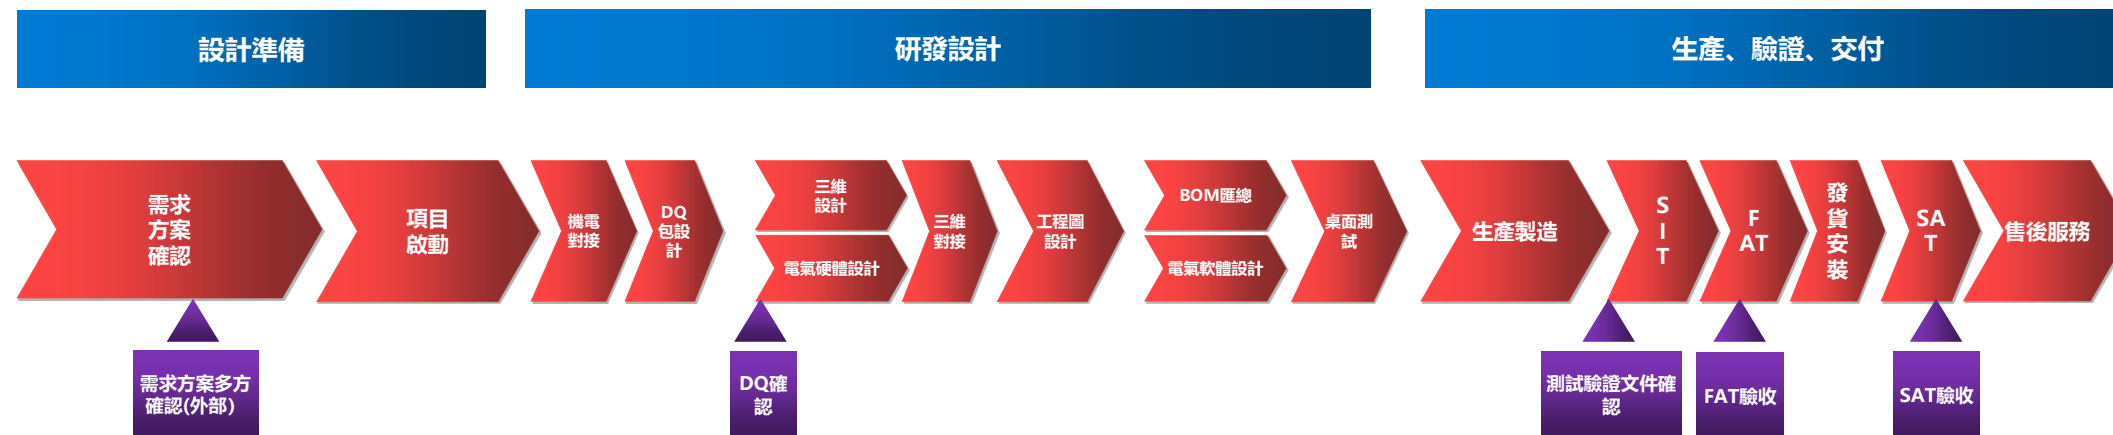 設計準備
研發設計
生產、驗證、交付
需求
方案
確認
項目
啟動
機電
對接
DQ
包設
計
三維
設計
電氣硬體設計
三維
對接
工程圖
設計
BOM匯總
電氣軟體設計
桌面測
試
生產製造
S
I
T
F
AT
發
貨
安
裝
SA
T
售後服務
需求方案多方
確認(外部)
DQ確
認
測試驗證文件確
認
FAT驗收
SAT驗收